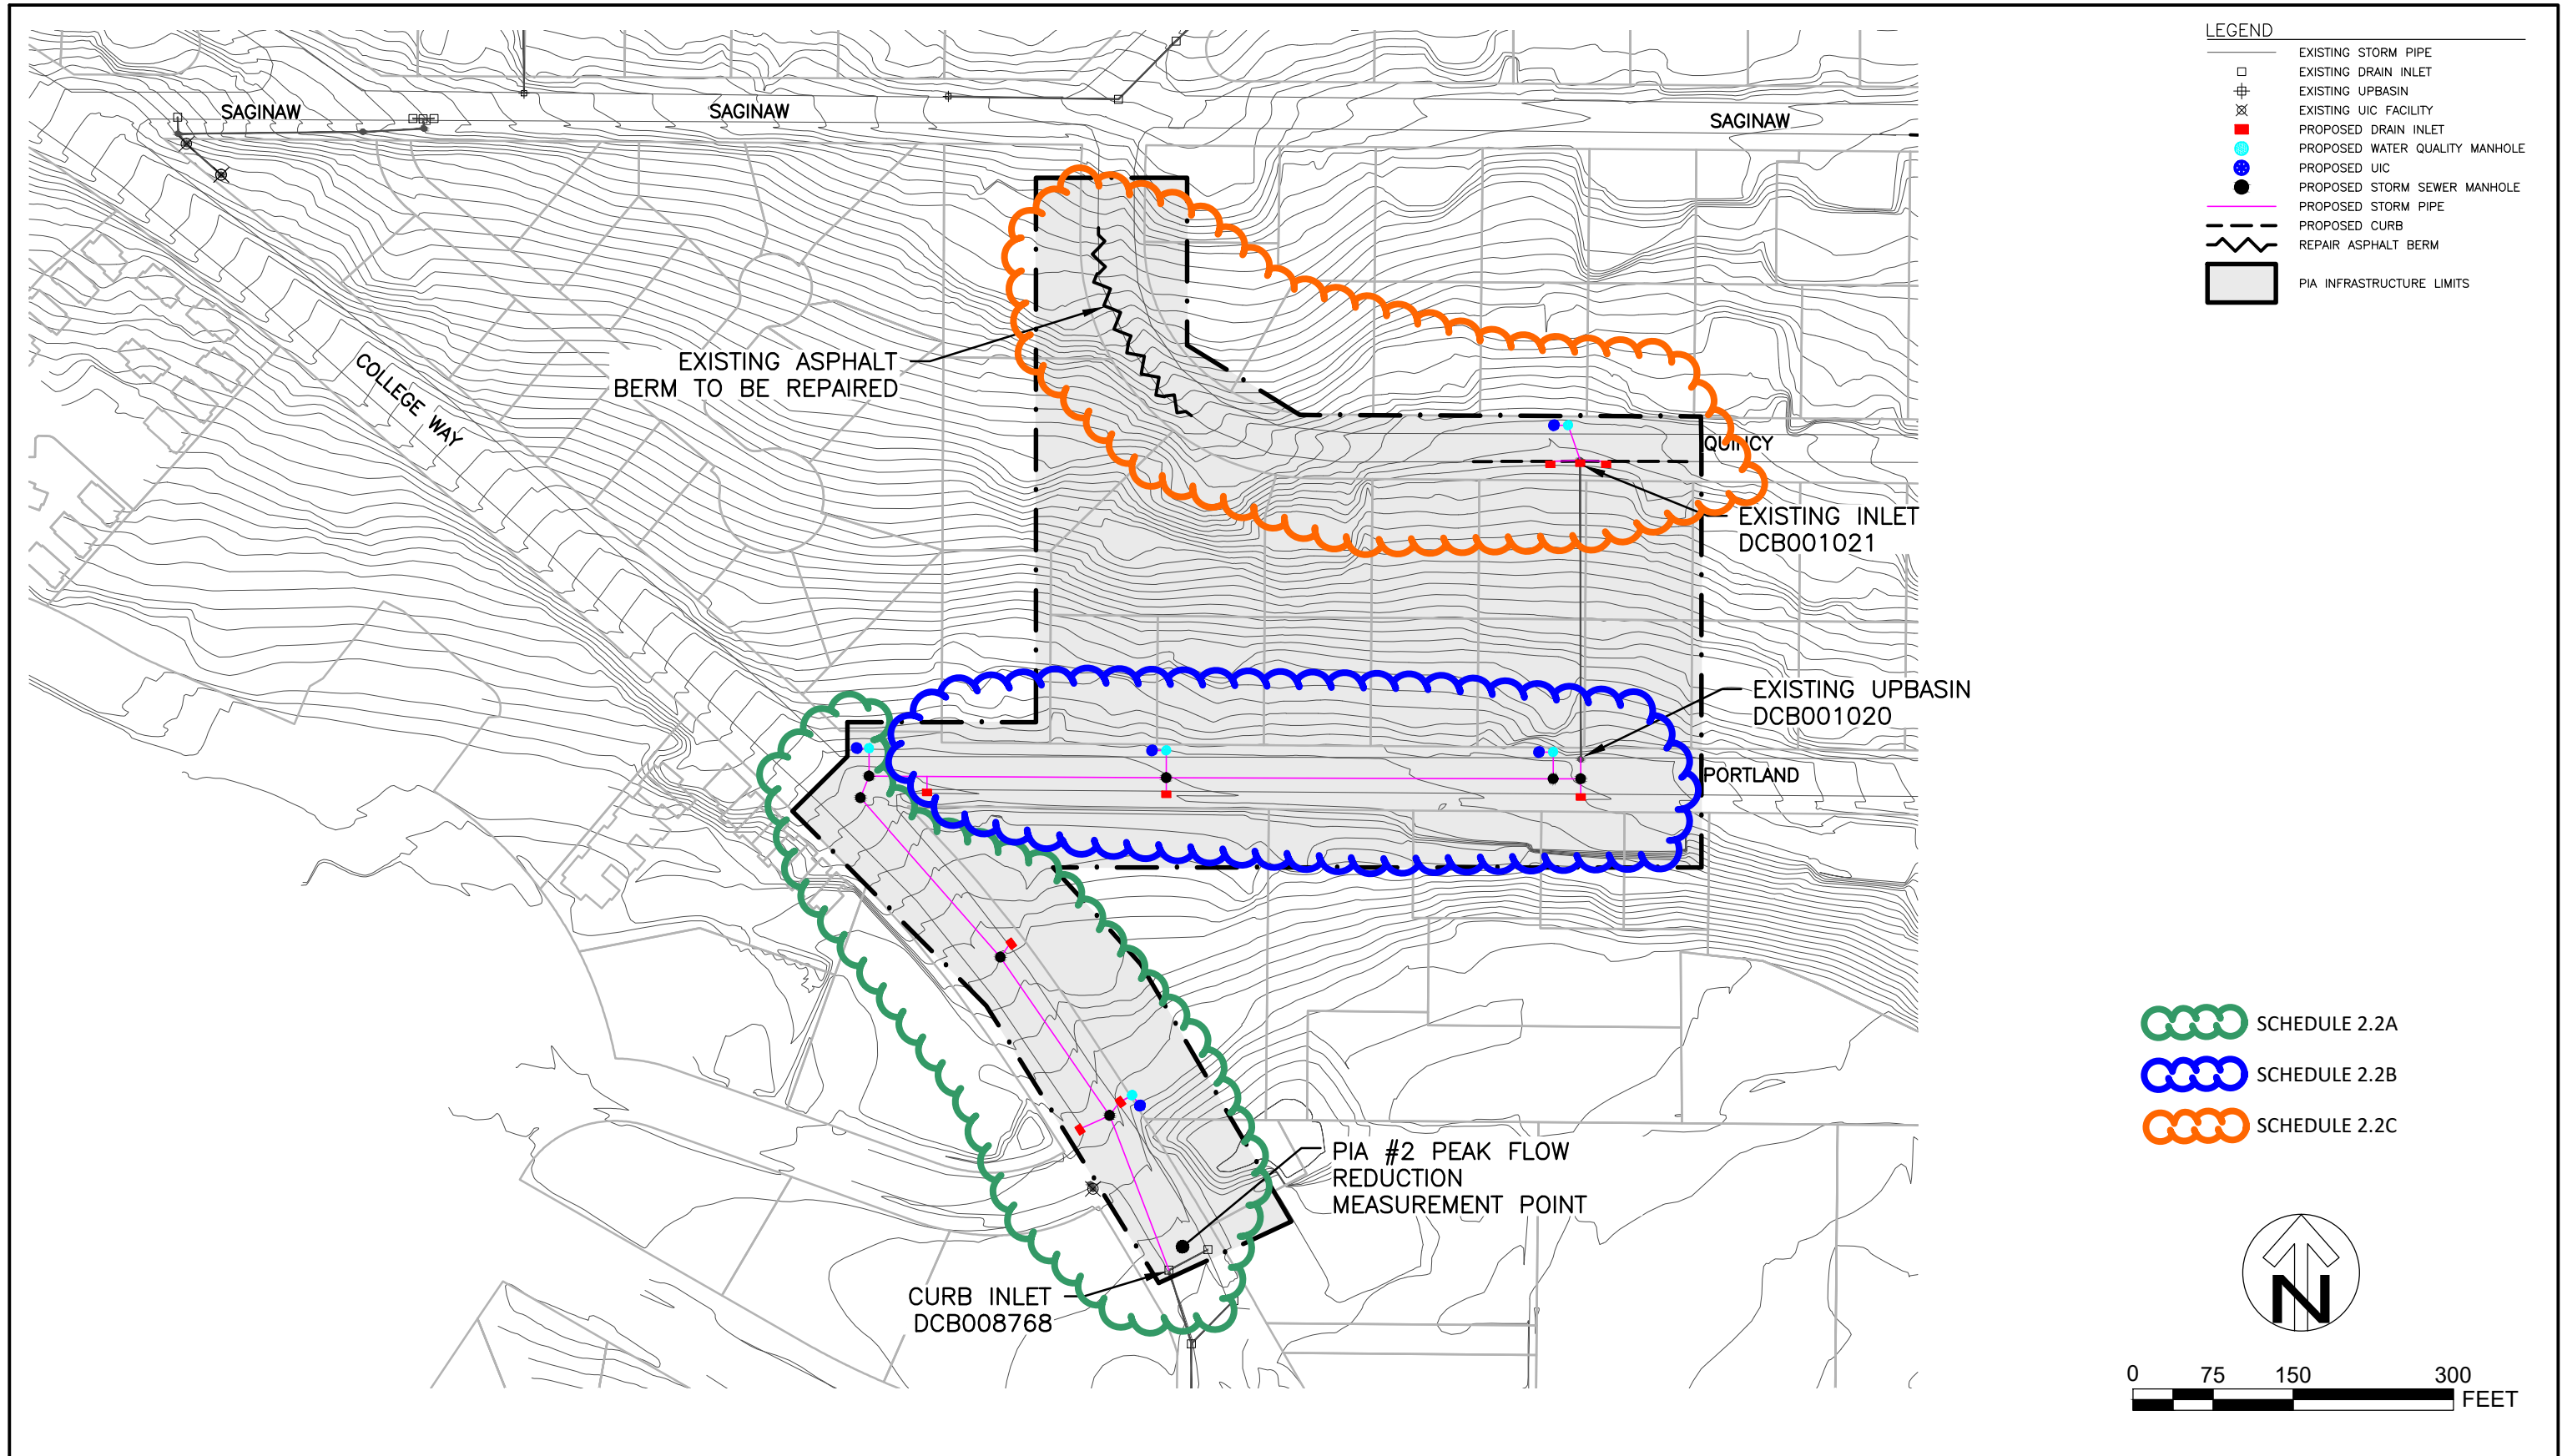 LEGEND
EXISTING STORM PIPE
EXISTING DRAIN INLET
EXISTING UPBASIN
EXISTING UIC FACILITY
PROPOSED DRAIN INLET
PROPOSED WATER QUALITY MANHOLE
PROPOSED UIC
PROPOSED STORM SEWER MANHOLE
PROPOSED STORM PIPE
PROPOSED CURB
REPAIR ASPHALT BERM
PIA INFRASTRUCTURE LIMITS
SAGINAW
SAGINAW
SAGINAW
COLLEGE WAY
EXISTING ASPHALT
BERM TO BE REPAIRED
QUINCY
EXISTING INLET
DCB001021
EXISTING UPBASIN
DCB001020
PORTLAND
PIA #2 PEAK FLOW
REDUCTION
MEASUREMENT POINT
CURB INLET
DCB008768
SCHEDULE 2.2A
SCHEDULE 2.2B
SCHEDULE 2.2C
N
0 75 150 300
FEET